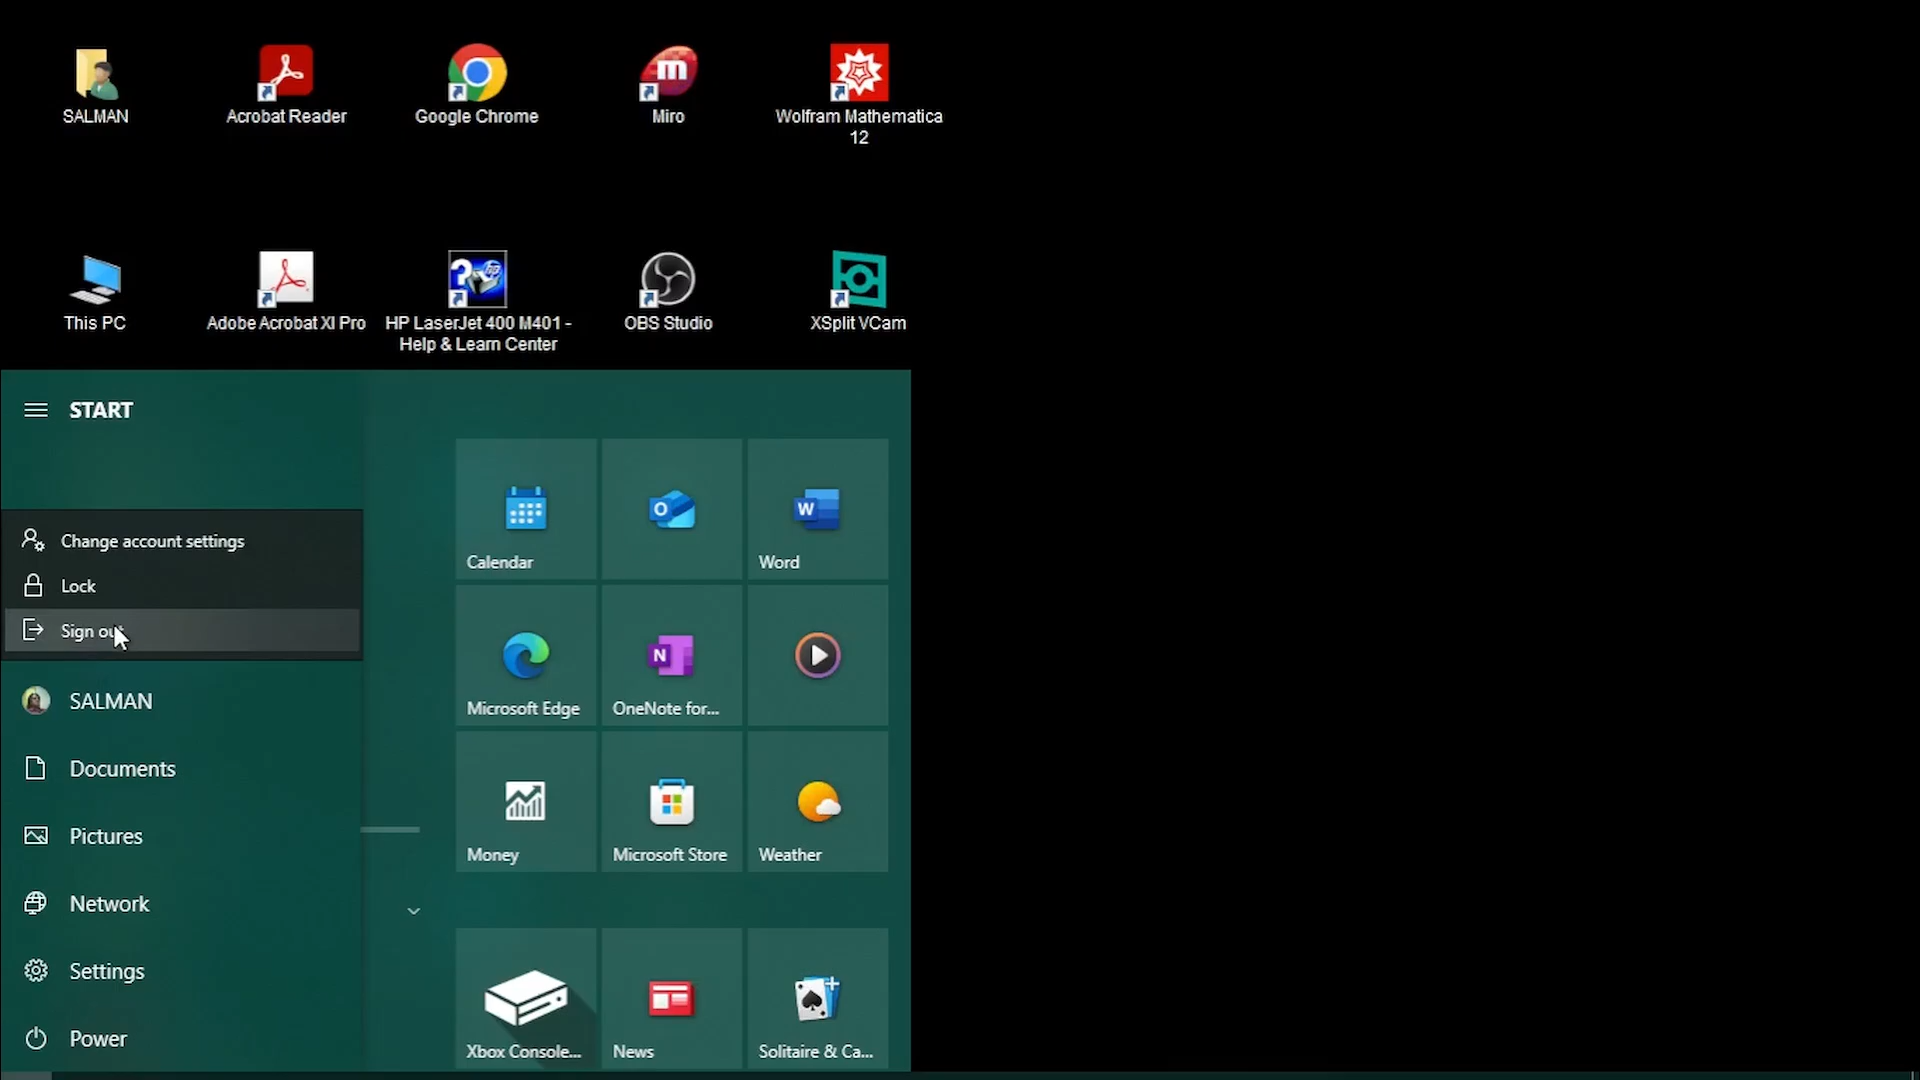 SALMAN
Acrobat Reader
Google Chrome
Miro
Wolfram Mathematica
12
This PC
Adobe Acrobat XI Pro
HP LaserJet 400 M401 -
Help & Learn Center
OBS Studio
XSplit VCam
START
Change account settings
Lock
Sign out
SALMAN
Documents
Pictures
Network
Settings
Power
Calendar
Word
Microsoft Edge
OneNote for...
Money
Microsoft Store
Weather
Xbox Console...
News
Solitaire & Ca...